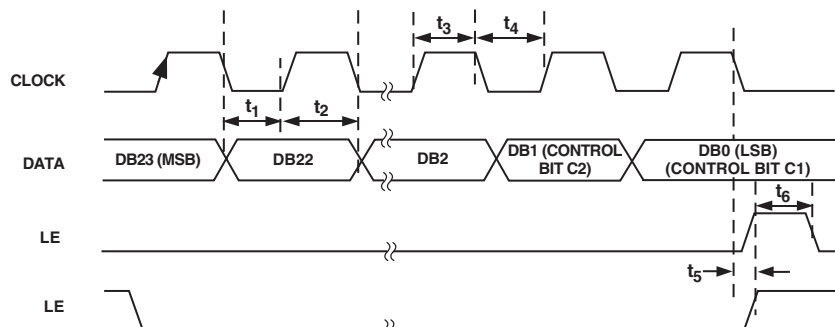 t3 t4
CLOCK
t1 t2
DATA
DB23 (MSB) DB22 DB2 DB1 (CONTROL BIT C2) DB0 (LSB) (CONTROL BIT C1)
t6
LE
t5
LE